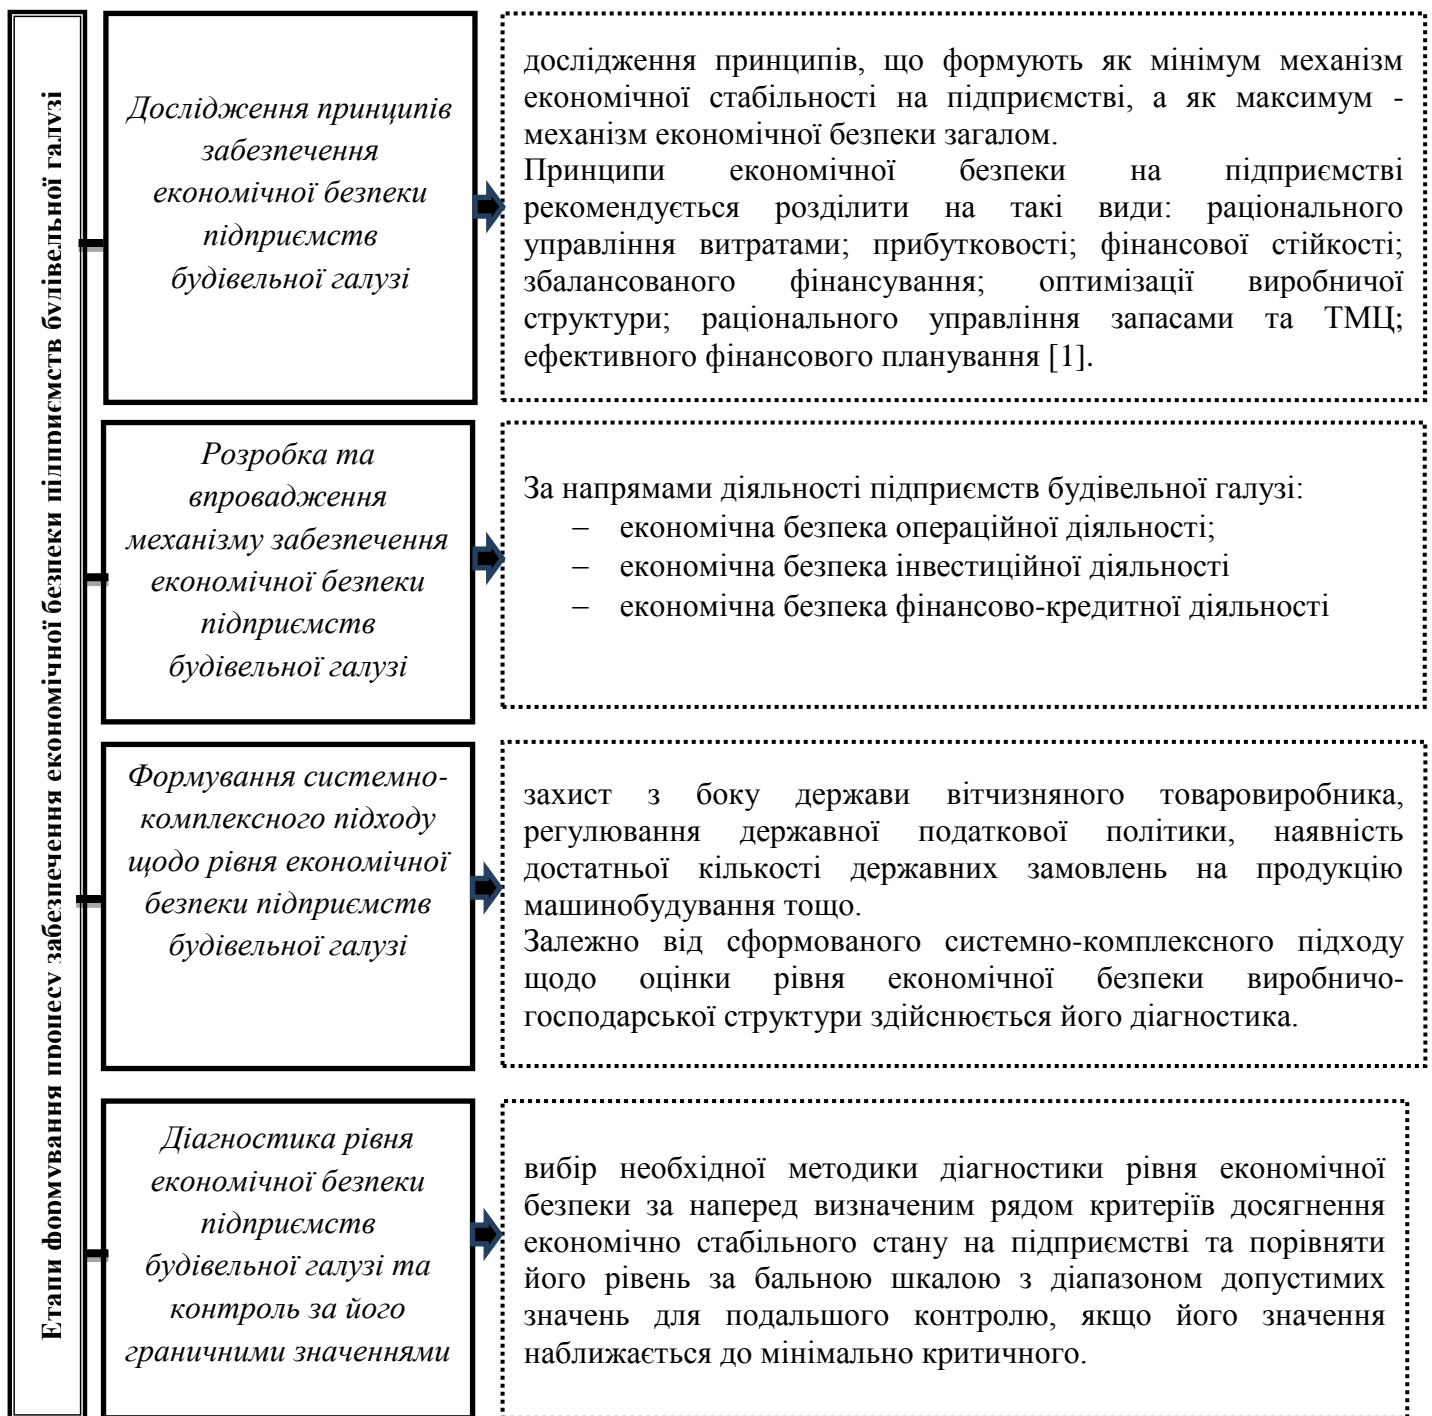 Етапи формування процесу забезпечення економічної безпеки підприємств будівельної галузі
Дослідження принципів
забезпечення
економічної безпеки
підприємств
будівельної галузі
дослідження принципів, що формують як мінімум механізм
економічної стабільності на підприємстві, а як максимум -
механізм економічної безпеки загалом.
Принципи економічної безпеки на підприємстві
рекомендується розділити на такі види: раціонального
управління витратами; прибутковості; фінансової стійкості;
збалансованого фінансування; оптимізації виробничої
структури; раціонального управління запасами та ТМЦ;
ефективного фінансового планування [1].
Розробка та
впровадження
механізму забезпечення
економічної безпеки
підприємств
будівельної галузі
За напрямами діяльності підприємств будівельної галузі:
− економічна безпека операційної діяльності;
− економічна безпека інвестиційної діяльності
− економічна безпека фінансово-кредитної діяльності
Формування системно-
комплексного підходу
щодо рівня економічної
безпеки підприємств
будівельної галузі
захист з боку держави вітчизняного товаровиробника,
регулювання державної податкової політики, наявність
достатньої кількості державних замовлень на продукцію
машинобудування тощо.
Залежно від сформованого системно-комплексного підходу
щодо оцінки рівня економічної безпеки виробничо-
господарської структури здійснюється його діагностика.
Діагностика рівня
економічної безпеки
підприємств
будівельної галузі та
контроль за його
граничними значеннями
вибір необхідної методики діагностики рівня економічної
безпеки за наперед визначеним рядом критеріїв досягнення
економічно стабільного стану на підприємстві та порівняти
його рівень за бальною шкалою з діапазоном допустимих
значень для подальшого контролю, якщо його значення
наближається до мінімально критичного.